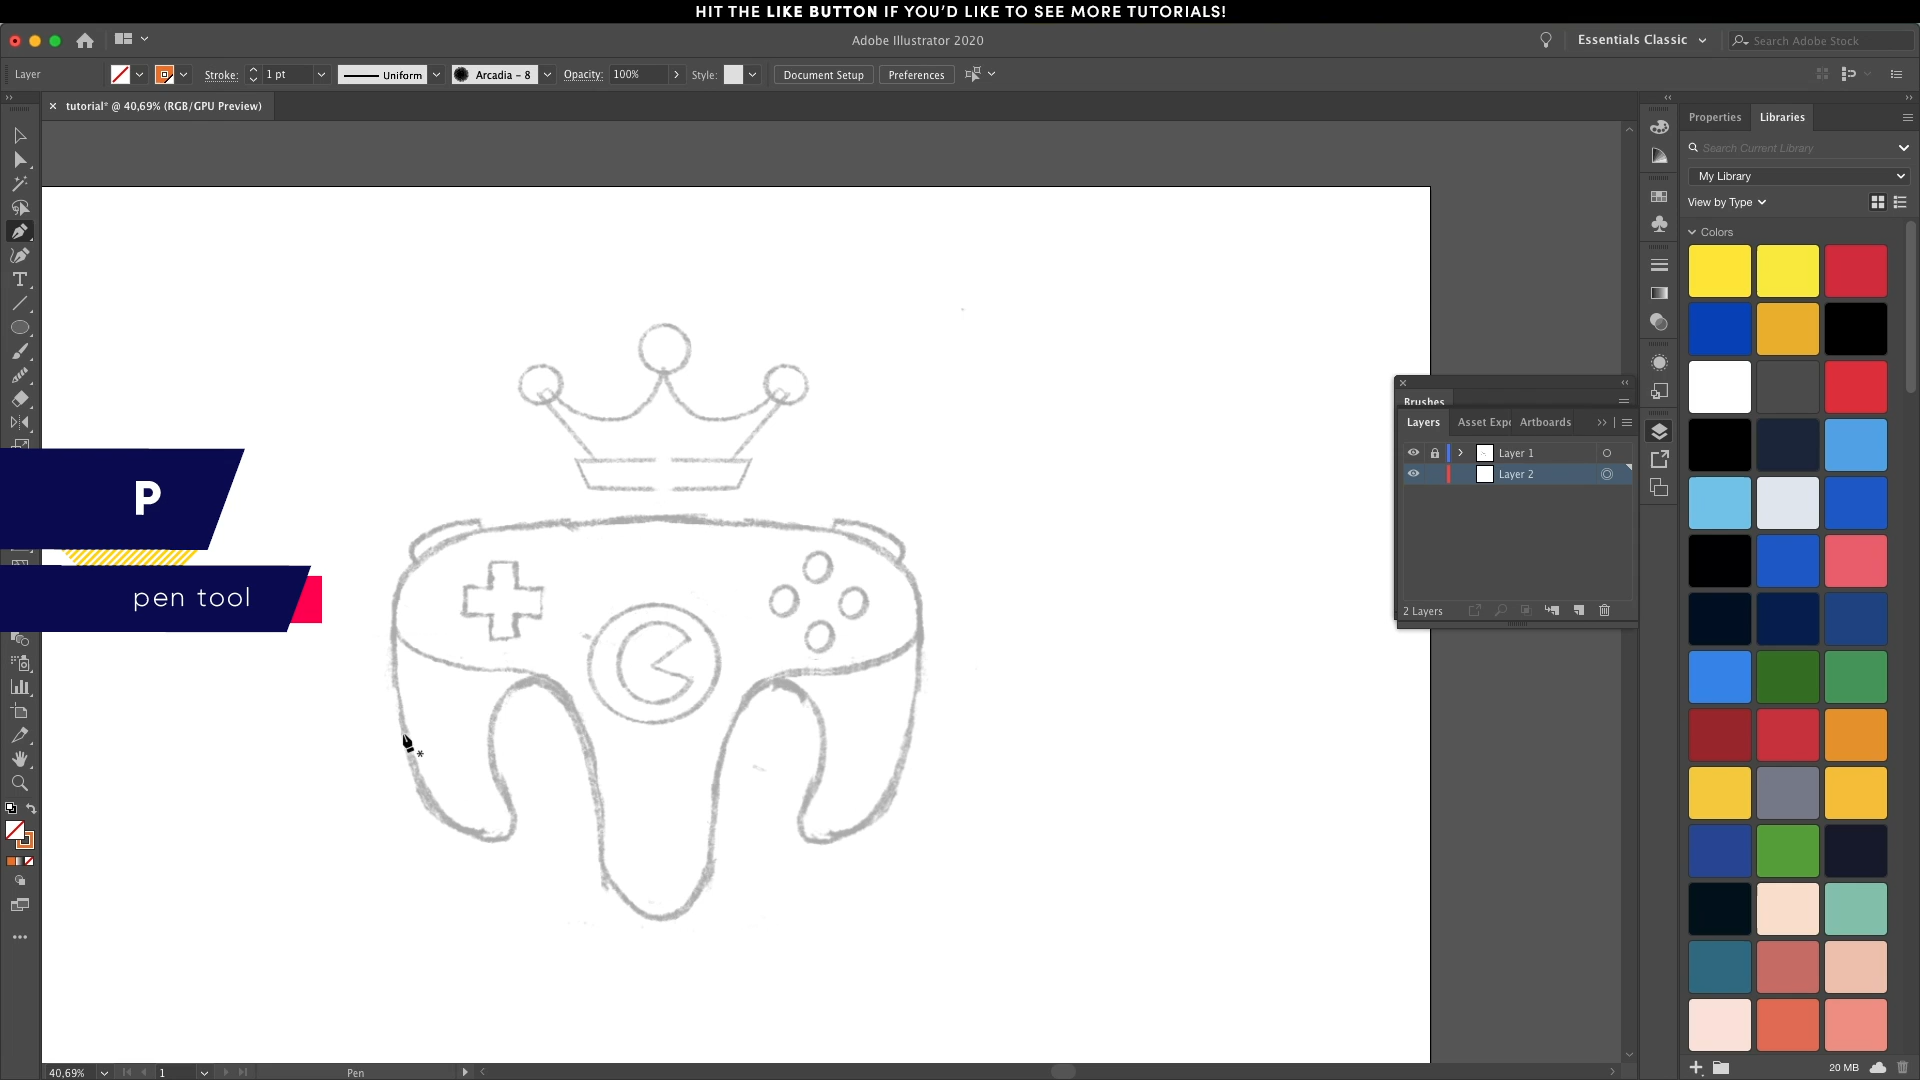 HIT THE LIKE BUTTON IF YOU'D LIKE TO SEE MORE TUTORIALS!
Adobe Illustrator 2020
Essentials Classic
Search Adobe Stock
Layer
Stroke:
1 pt
Uniform
Arcadia - 8
Opacity:
100%
Style:
Document Setup
Preferences
tutorial* @ 40,69% (RGB/GPU Preview)
Properties
Libraries
Search Current Library
My Library
View by Type
Colors
Brushes
Layers
Asset Expo
Artboards
Layer 1
Layer 2
2 Layers
P
pen tool
40,69%
1
Pen
20 MB